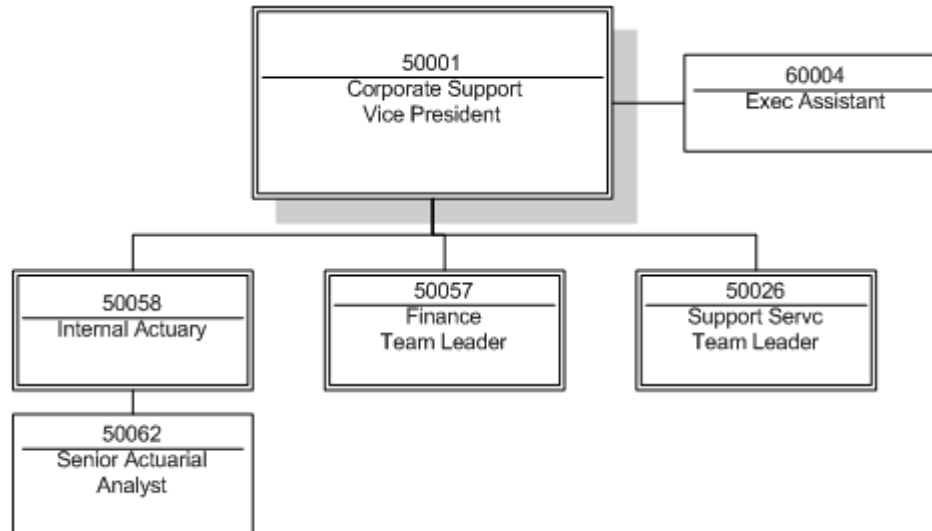 50001
Corporate Support
Vice President
60004
Exec Assistant
50058
Internal Actuary
50057
Finance
Team Leader
50026
Support Servc
Team Leader
50062
Senior Actuarial
Analyst